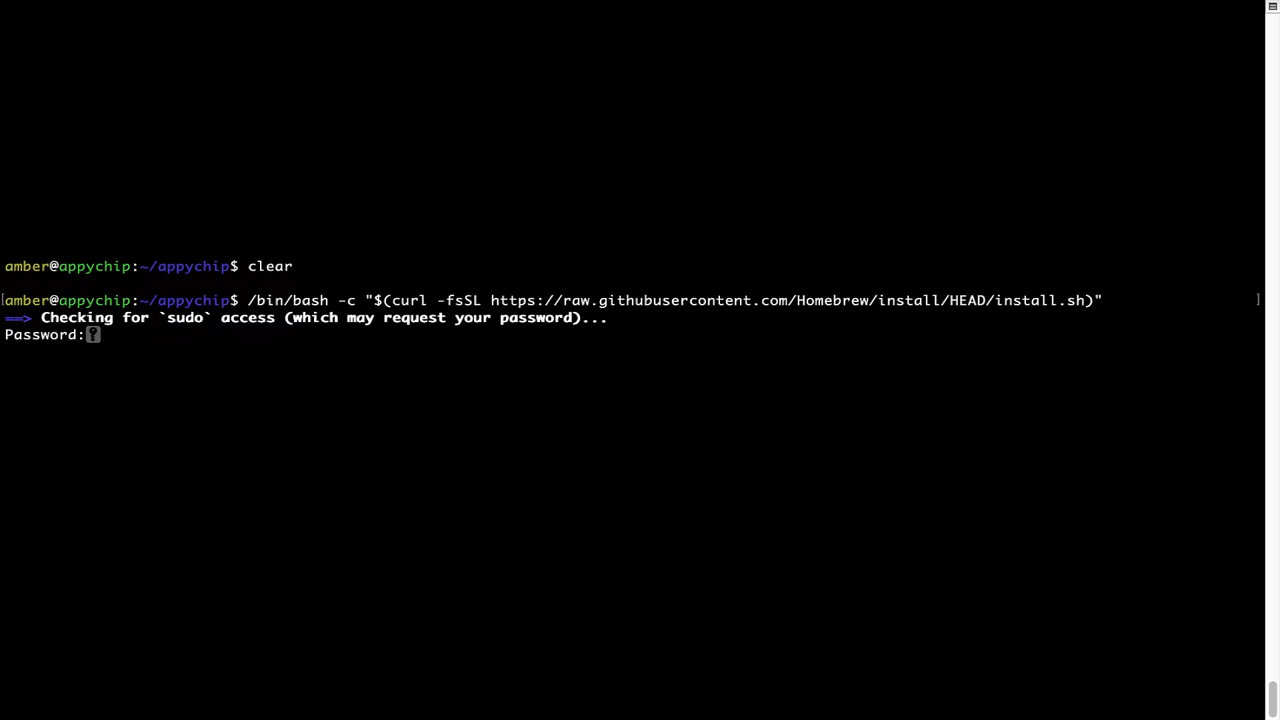 amber@appychip:~/appychip$ clear
amber@appychip:~/appychip$ /bin/bash -c "$(curl -fsSL https://raw.githubusercontent.com/Homebrew/install/HEAD/install.sh)"
==> Checking for `sudo` access (which may request your password)...
Password: